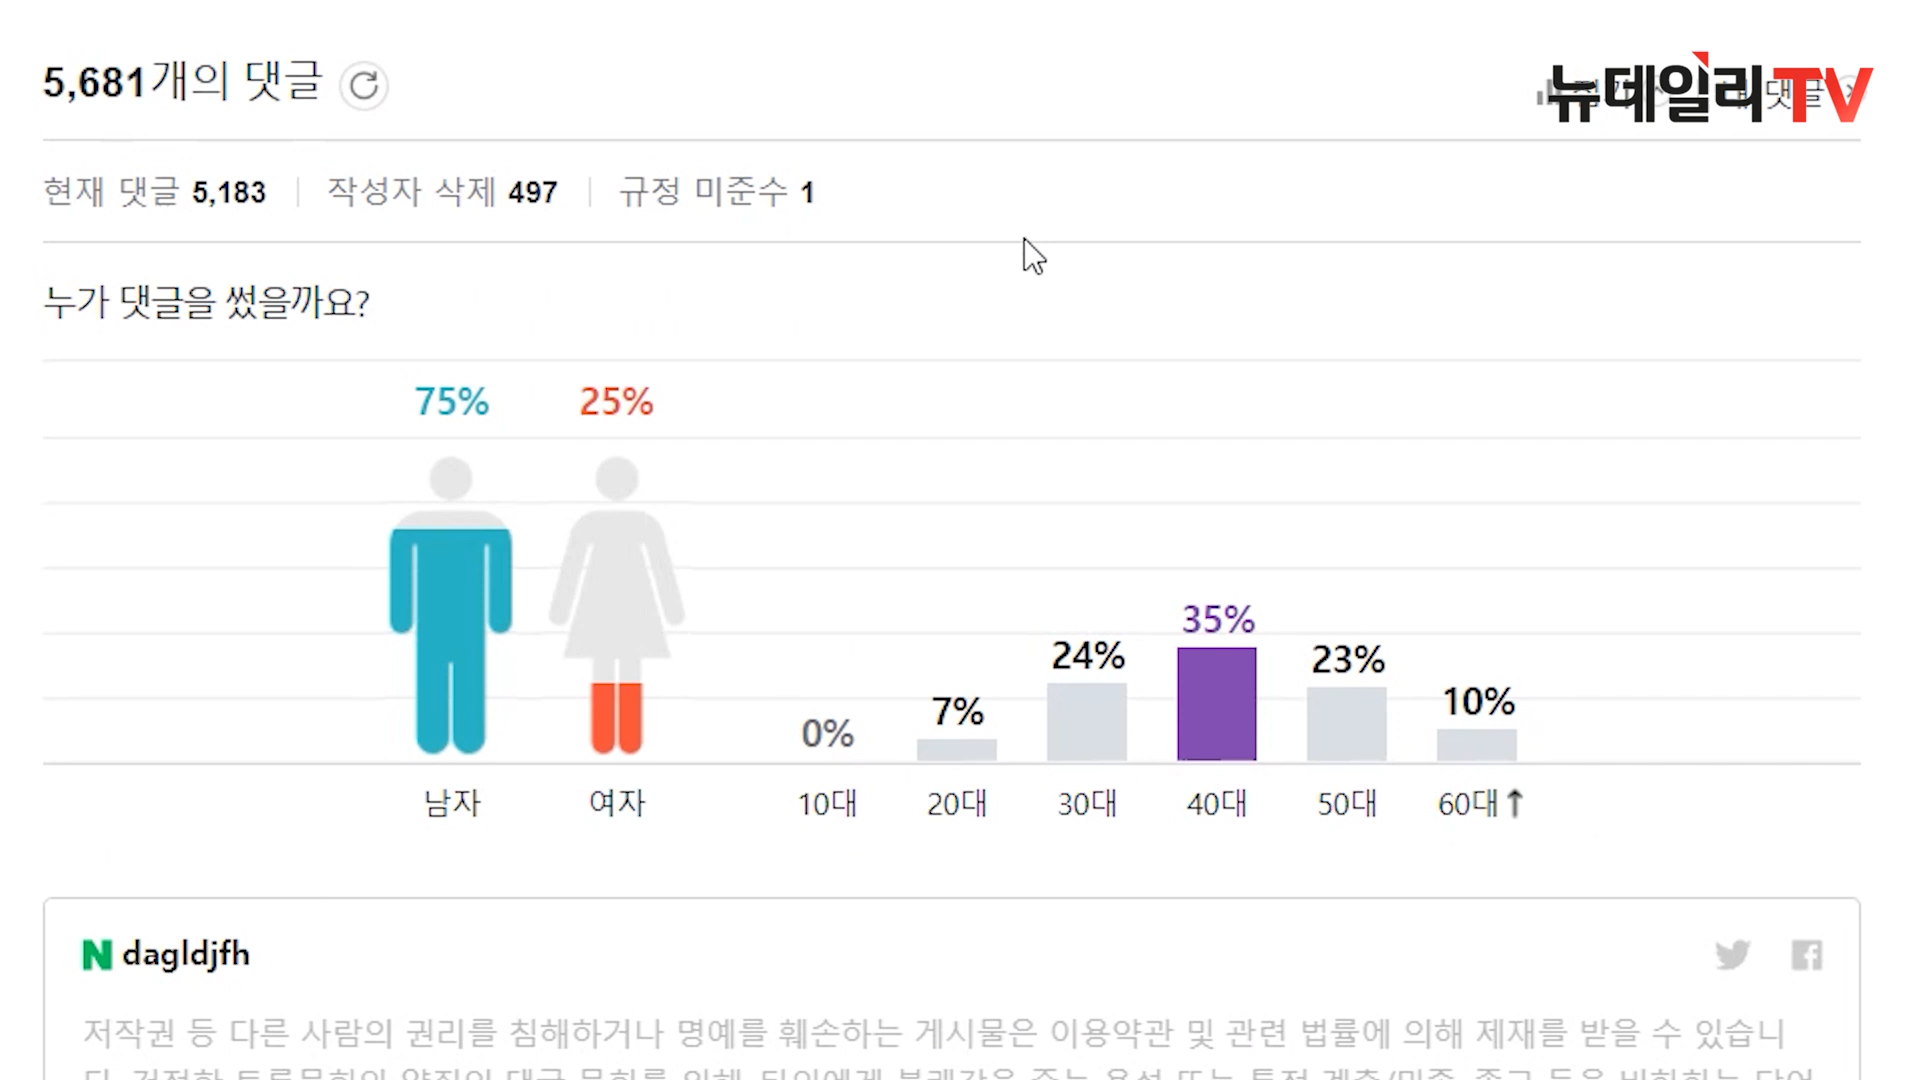 5,681개의 댓글
뉴데일리TV
현재 댓글 5,183 작성자 삭제 497 규정 미준수 1
누가 댓글을 썼을까요?
75% 25%
0% 7% 24% 35% 23% 10%
남자 여자 10대 20대 30대 40대 50대 60대↑
N dagldjfh
저작권 등 다른 사람의 권리를 침해하거나 명예를 훼손하는 게시물은 이용약관 및 관련 법률에 의해 제재를 받을 수 있습니